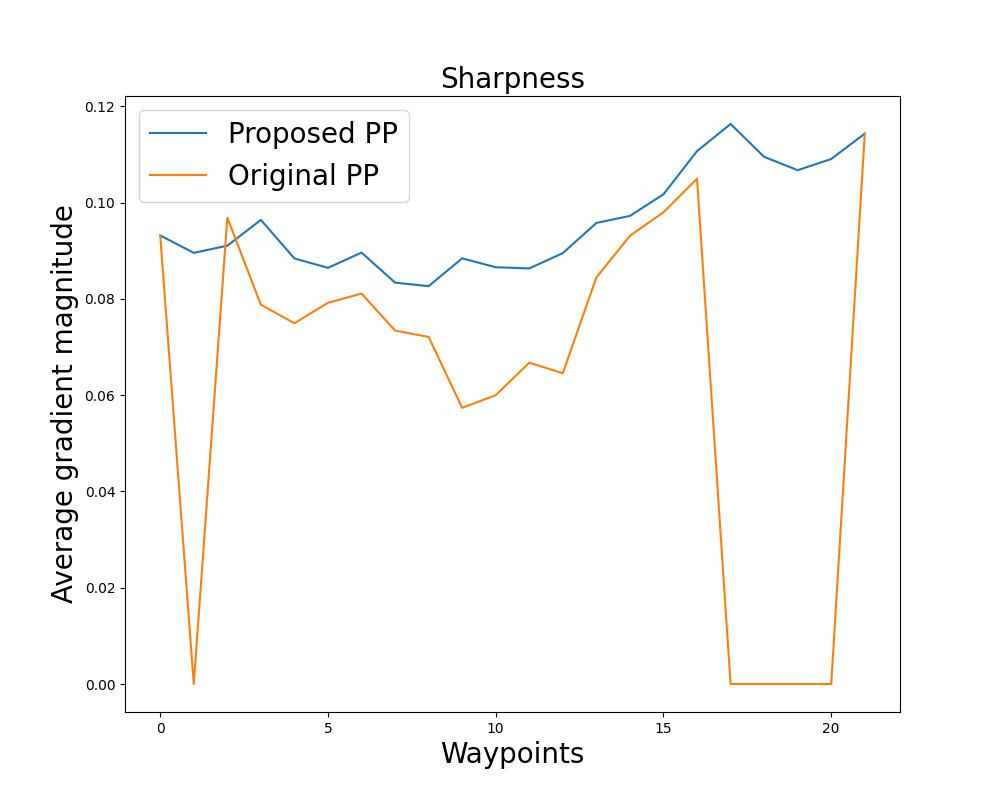 Sharpness
Proposed PP
Original PP
Average gradient magnitude
0.12
0.10
0.08
0.06
0.04
0.02
0.00
0 5 10 15 20
Waypoints